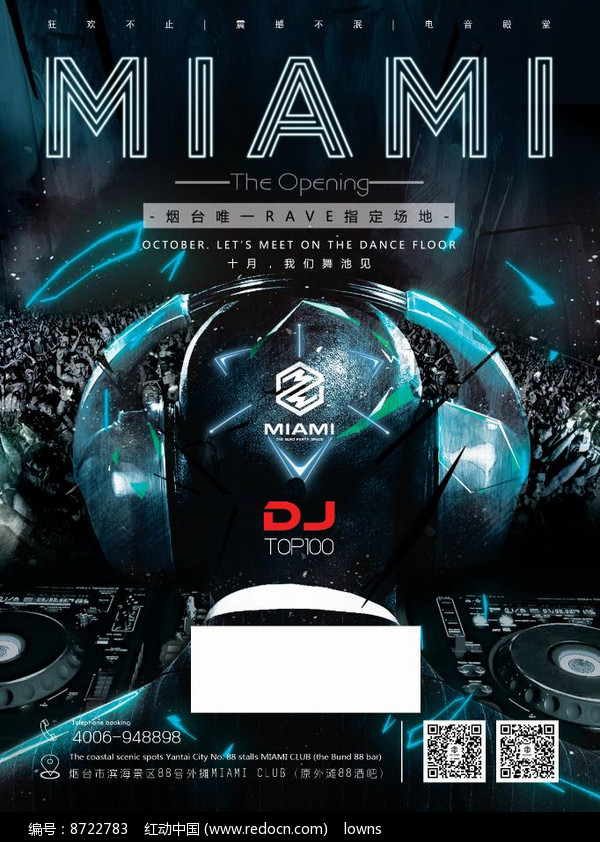 狂欢不止 | 震撼不泯 | 电音殿堂
MIAMI
The Opening
-烟台唯一RAVE指定场地-
OCTOBER. LET'S MEET ON THE DANCE FLOOR
十月，我们舞池见
MIAMI
THE BUND PARTY SPACE
DJ
TOP100
Telephone booking
4006-948898
The coastal scenic spots Yantai City No. 88 stalls MIAMI CLUB (the Bund 88 bar)
烟台市滨海景区88号外摊MIAMI CLUB（原外滩88酒吧）
编号：8722783 红动中国 (www.redocn.com) lowns